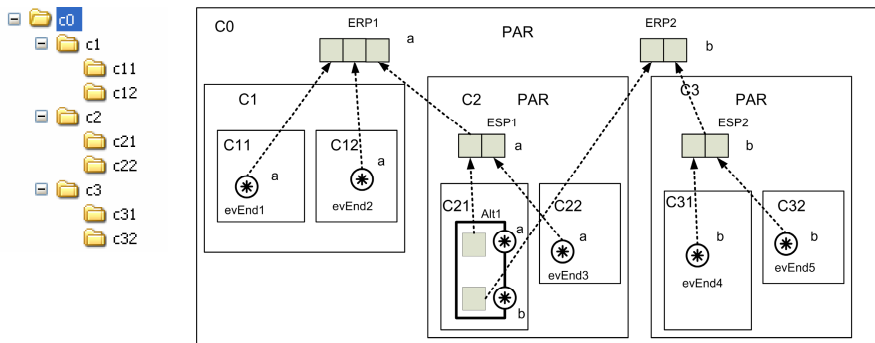 c0
c1
c11
c12
c2
c21
c22
c3
c31
c32
C0
ERP1
a
PAR
ERP2
b
C1
C2
PAR
C3
PAR
ESP1
a
ESP2
b
C11
a
evEnd1
C12
a
evEnd2
C21
Alt1
a
b
C22
a
evEnd3
C31
b
evEnd4
C32
b
evEnd5